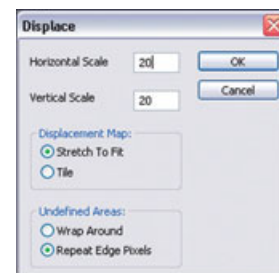 Displace
Horizontal Scale 20 OK
Vertical Scale 20 Cancel
Displacement Map:
Stretch To Fit
Tile
Undefined Areas:
Wrap Around
Repeat Edge Pixels